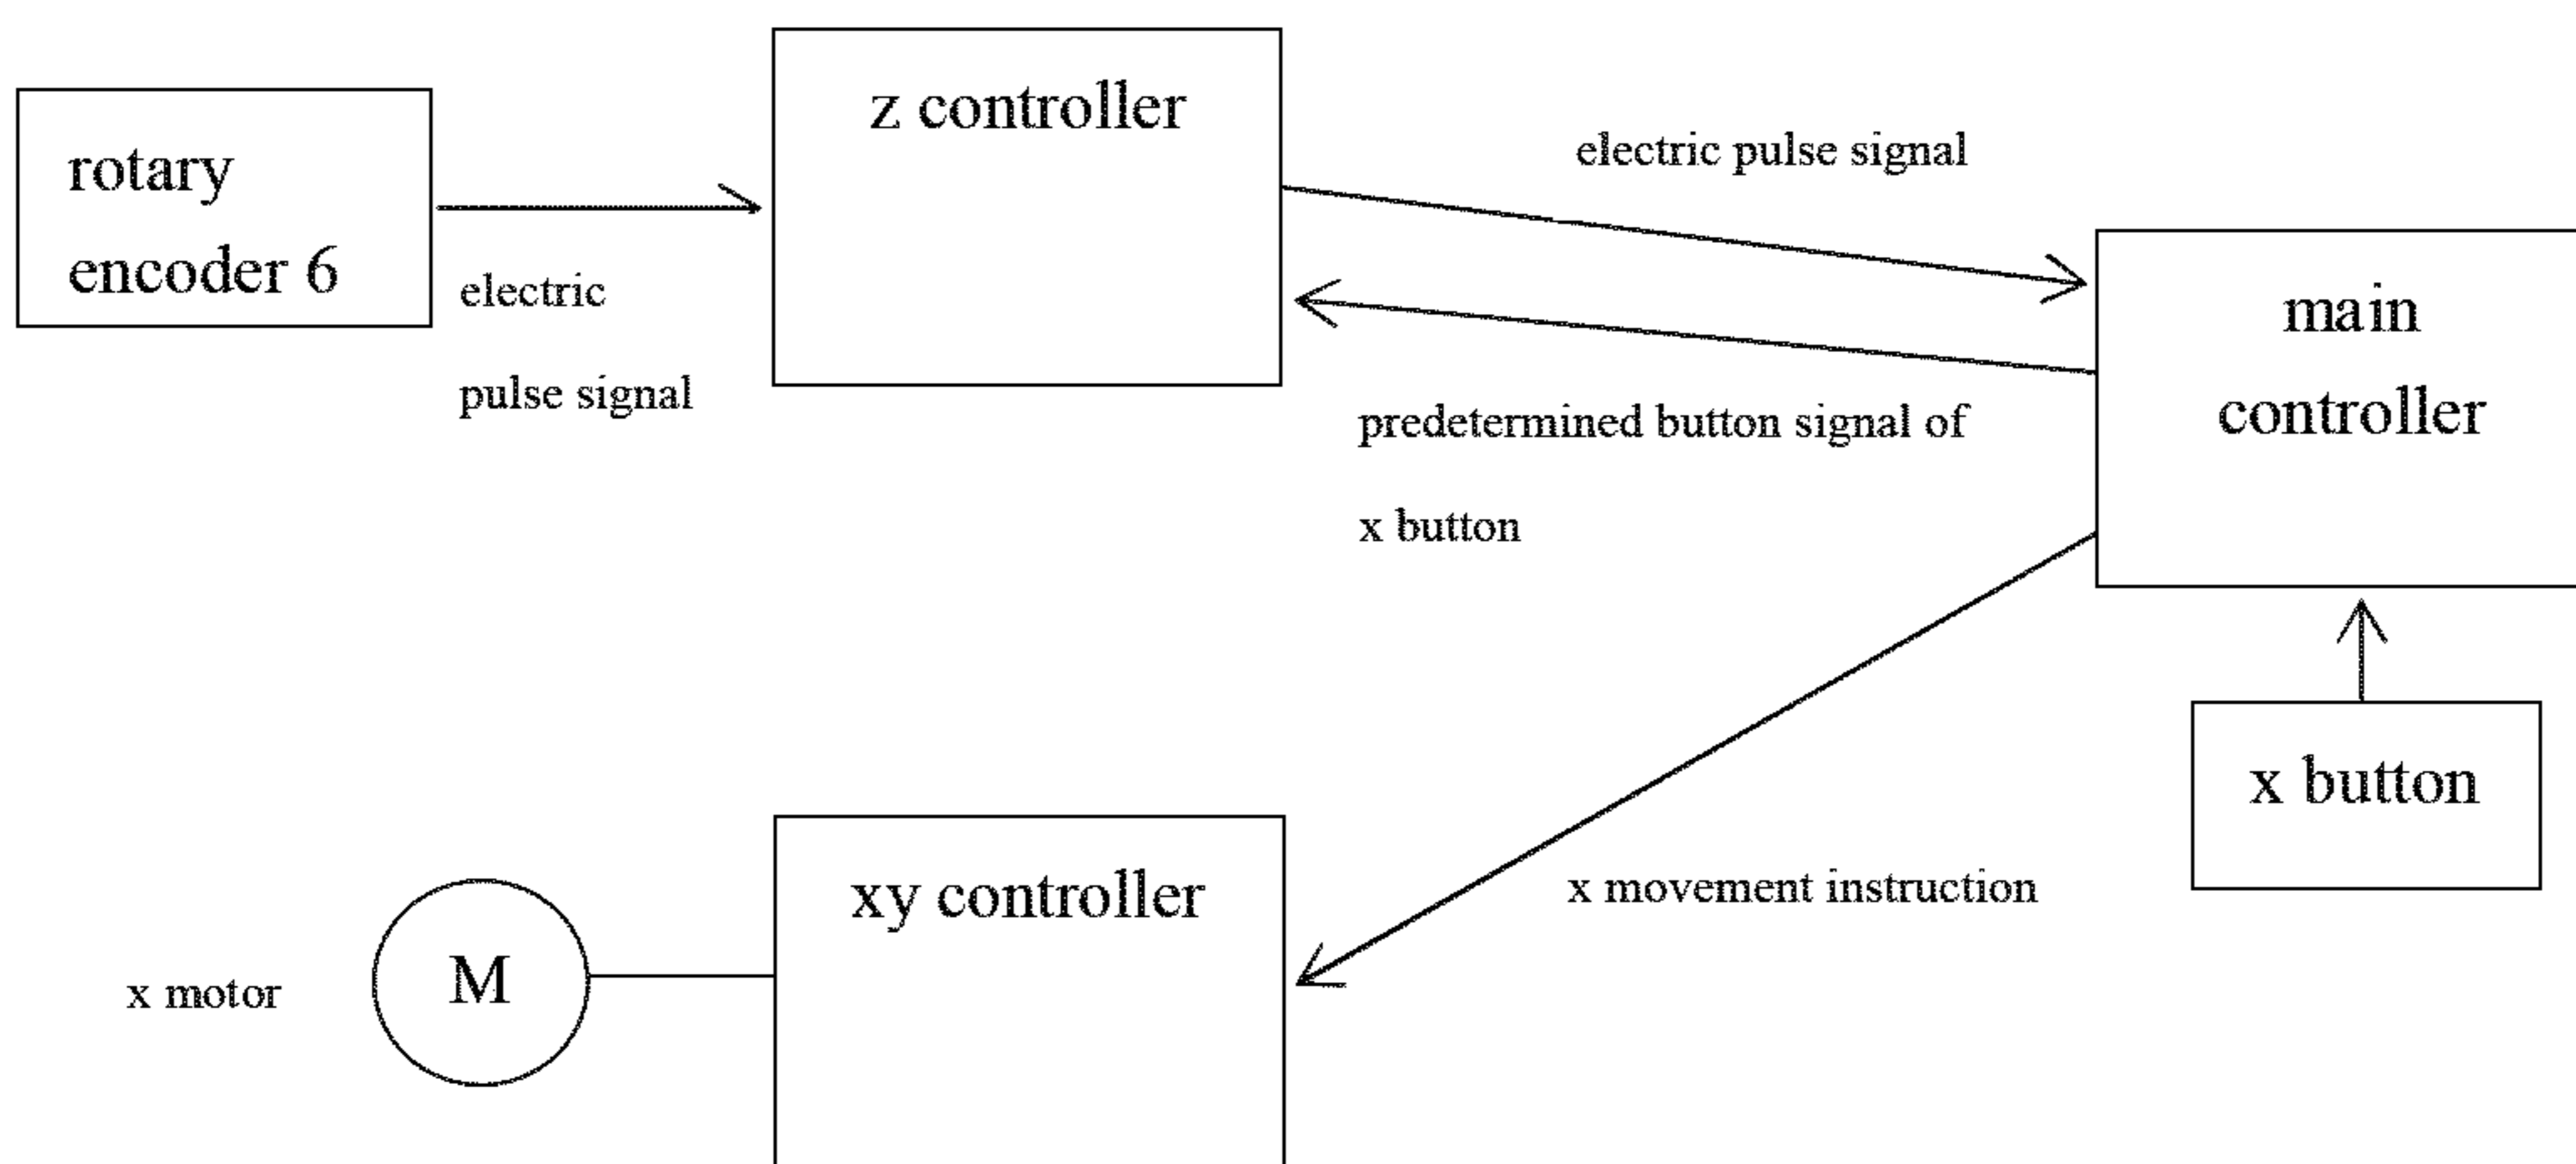 rotary
encoder 6
electric
pulse signal
z controller
electric pulse signal
predetermined button signal of
x button
main
controller
x button
x movement instruction
xy controller
M
x motor